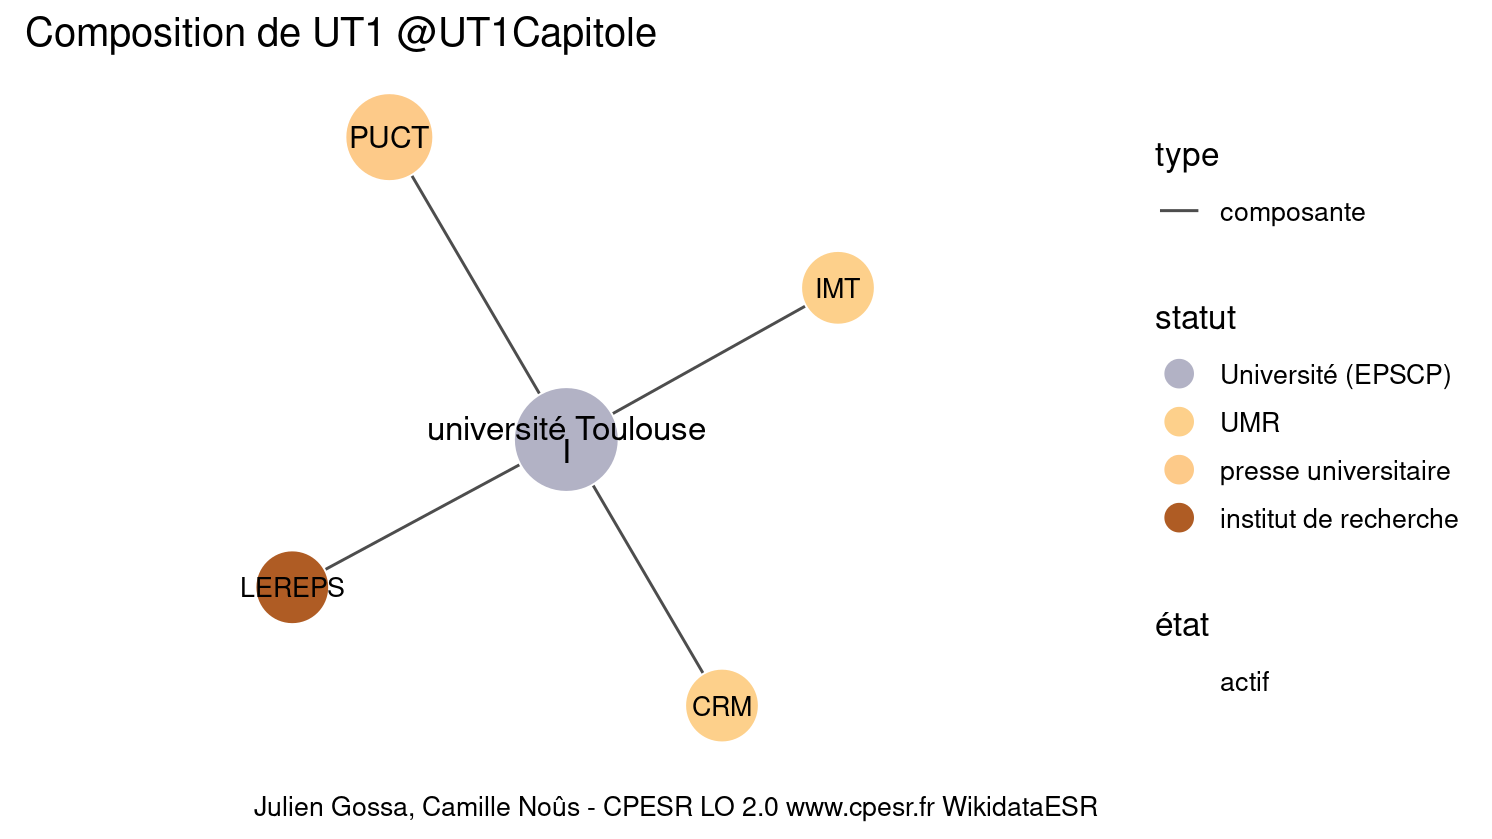 Composition de UT1 @UT1Capitole
PUCT
IMT
université Toulouse
I
LEREPS
CRM
type
composante
statut
Université (EPSCP)
UMR
presse universitaire
institut de recherche
état
actif
Julien Gossa, Camille Noûs - CPESR LO 2.0 www.cpesr.fr WikidataESR